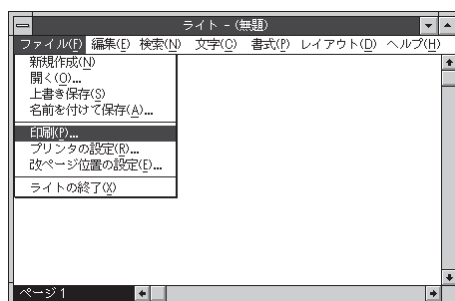 ライト - (無題)
ファイル(F) 編集(E) 検索(N) 文字(C) 書式(P) レイアウト(D) ヘルプ(H)
新規作成(N)
開く(O)...
上書き保存(S)
名前を付けて保存(A)...
印刷(P)...
プリンタの設定(R)...
改ページ位置の設定(E)...
ライトの終了(X)
ページ 1